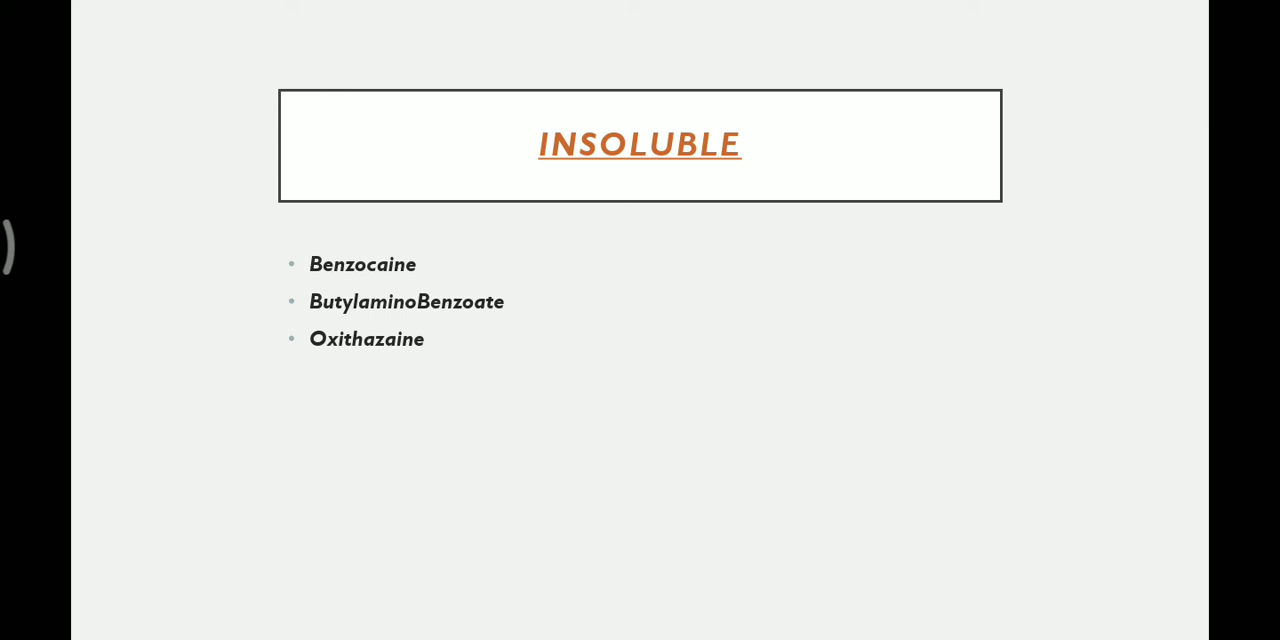 INSOLUBLE
• Benzocaine
• ButylaminoBenzoate
• Oxithazaine